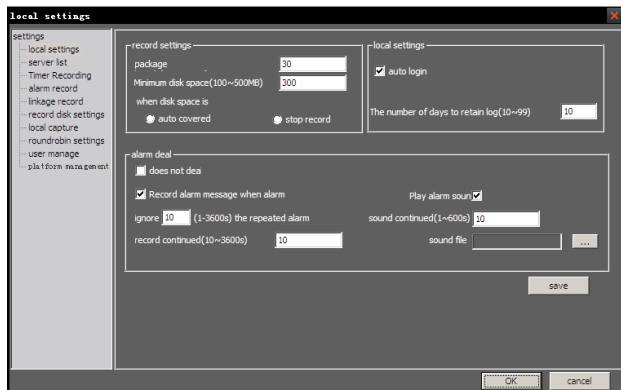 local settings
settings
local settings
server list
Timer Recording
alarm record
linkage record
record disk settings
local capture
roundrobin settings
user manage
platform management
record settings
package 30
Minimum disk space(100~500MB) 300
when disk space is
auto covered stop record
local settings
auto login
The number of days to retain log(10~99) 10
alarm deal
does not deal
Record alarm message when alarm Play alarm soun
ignore 10 (1-3600s) the repeated alarm sound continued(1~600s) 10
record continued(10~3600s) 10 sound file ...
save
OK cancel